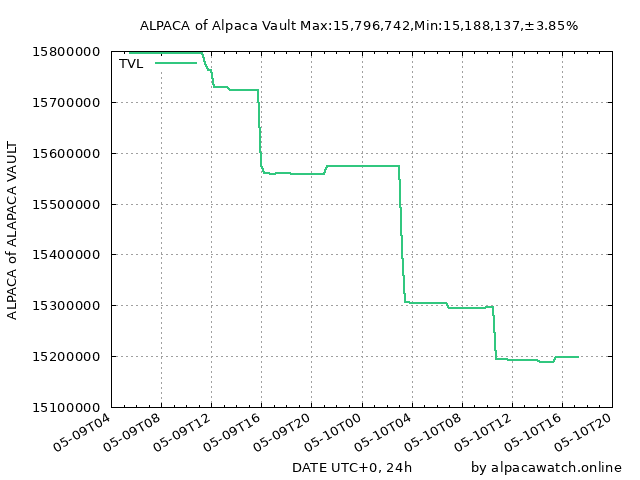 ALPACA of Alpaca Vault Max:15,796,742,Min:15,188,137,±3.85%
TVL
ALPACA of ALAPACA VAULT
15800000
15700000
15600000
15500000
15400000
15300000
15200000
15100000
05-09T04
05-09T08
05-09T12
05-09T16
05-09T20
05-10T00
05-10T04
05-10T08
05-10T12
05-10T16
05-10T20
DATE UTC+0, 24h
by alpacawatch.online